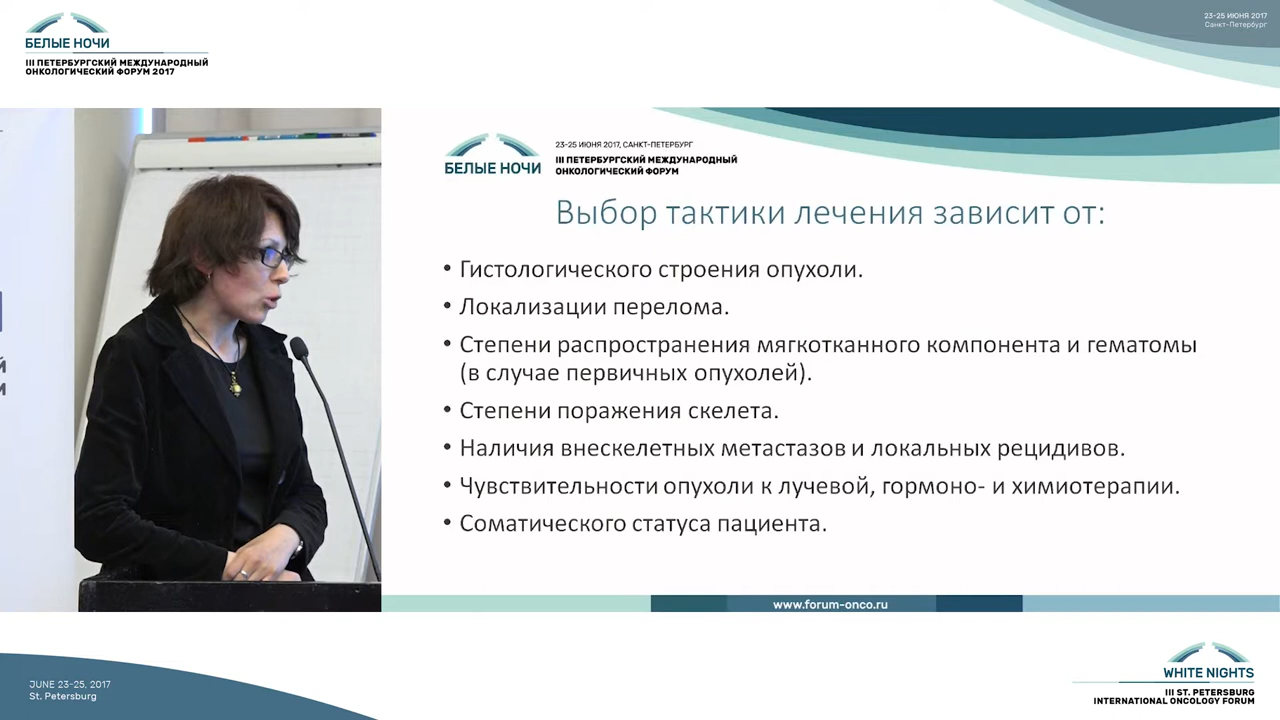 БЕЛЫЕ НОЧИ
III ПЕТЕРБУРГСКИЙ МЕЖДУНАРОДНЫЙ
ОНКОЛОГИЧЕСКИЙ ФОРУМ 2017
23-25 ИЮНЯ 2017
Санкт-Петербург
БЕЛЫЕ НОЧИ
23-25 ИЮНЯ 2017, САНКТ-ПЕТЕРБУРГ
III ПЕТЕРБУРГСКИЙ МЕЖДУНАРОДНЫЙ
ОНКОЛОГИЧЕСКИЙ ФОРУМ
Выбор тактики лечения зависит от:
• Гистологического строения опухоли.
• Локализации перелома.
• Степени распространения мягкотканного компонента и гематомы
(в случае первичных опухолей).
• Степени поражения скелета.
• Наличия внескелетных метастазов и локальных рецидивов.
• Чувствительности опухоли к лучевой, гормоно- и химиотерапии.
• Соматического статуса пациента.
www.forum-onco.ru
JUNE 23-25, 2017
St. Petersburg
WHITE NIGHTS
III ST. PETERSBURG
INTERNATIONAL ONCOLOGY FORUM